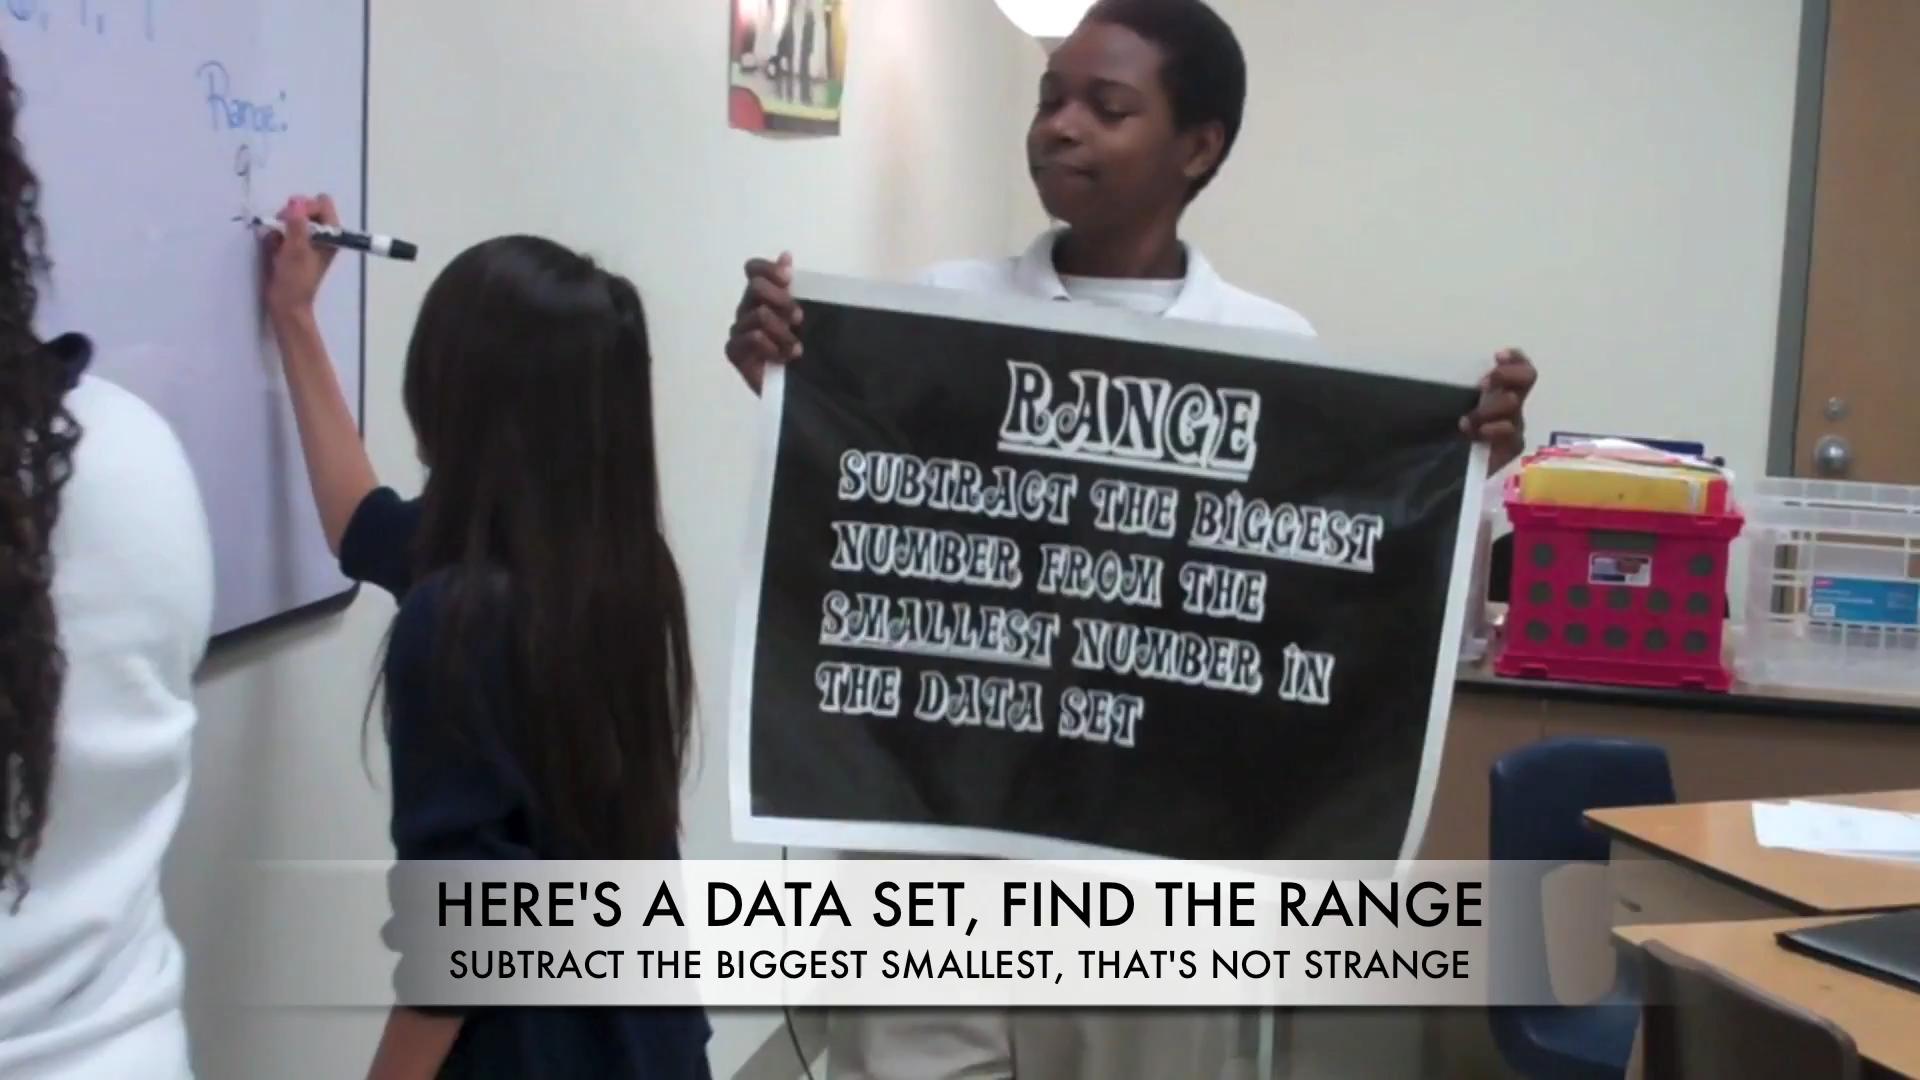 Range:
9
RANGE
SUBTRACT THE BIGGEST
NUMBER FROM THE
SMALLEST NUMBER IN
THE DATA SET
HERE'S A DATA SET, FIND THE RANGE
SUBTRACT THE BIGGEST SMALLEST, THAT'S NOT STRANGE